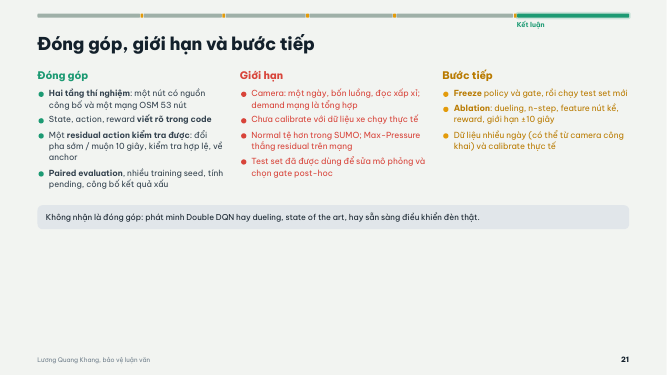 Kết luận
Đóng góp, giới hạn và bước tiếp
Đóng góp
Hai tầng thí nghiệm: một nút có nguồn
công bố và một mạng OSM 53 nút
State, action, reward viết rõ trong code
Một residual action kiểm tra được: đổi
pha sớm / muộn 10 giây, kiểm tra hợp lệ, về
anchor
Paired evaluation, nhiều training seed, tính
pending, công bố kết quả xấu
Giới hạn
Camera: một ngày, bốn luồng, đọc xấp xỉ;
demand mạng là tổng hợp
Chưa calibrate với dữ liệu xe chạy thực tế
Normal tệ hơn trong SUMO; Max-Pressure
thắng residual trên mạng
Test set đã được dùng để sửa mô phỏng và
chọn gate post-hoc
Bước tiếp
Freeze policy và gate, rồi chạy test set mới
Ablation: dueling, n-step, feature nút kề,
reward, giới hạn ±10 giây
Dữ liệu nhiều ngày (có thể từ camera công
khai) và calibrate thực tế
Không nhận là đóng góp: phát minh Double DQN hay dueling, state of the art, hay sẵn sàng điều khiển đèn thật.
Lương Quang Khang, bảo vệ luận văn
21